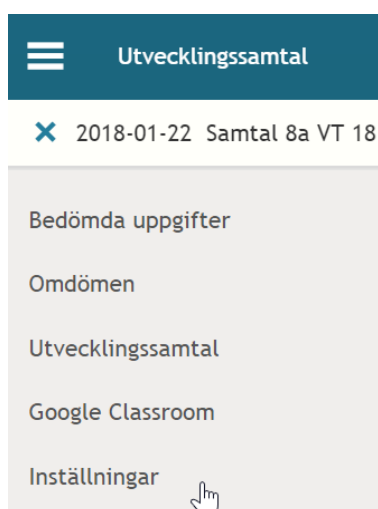 Utvecklingssamtal
2018-01-22 Samtal 8a VT 18
Bedömda uppgifter
Omdömen
Utvecklingssamtal
Google Classroom
Inställningar